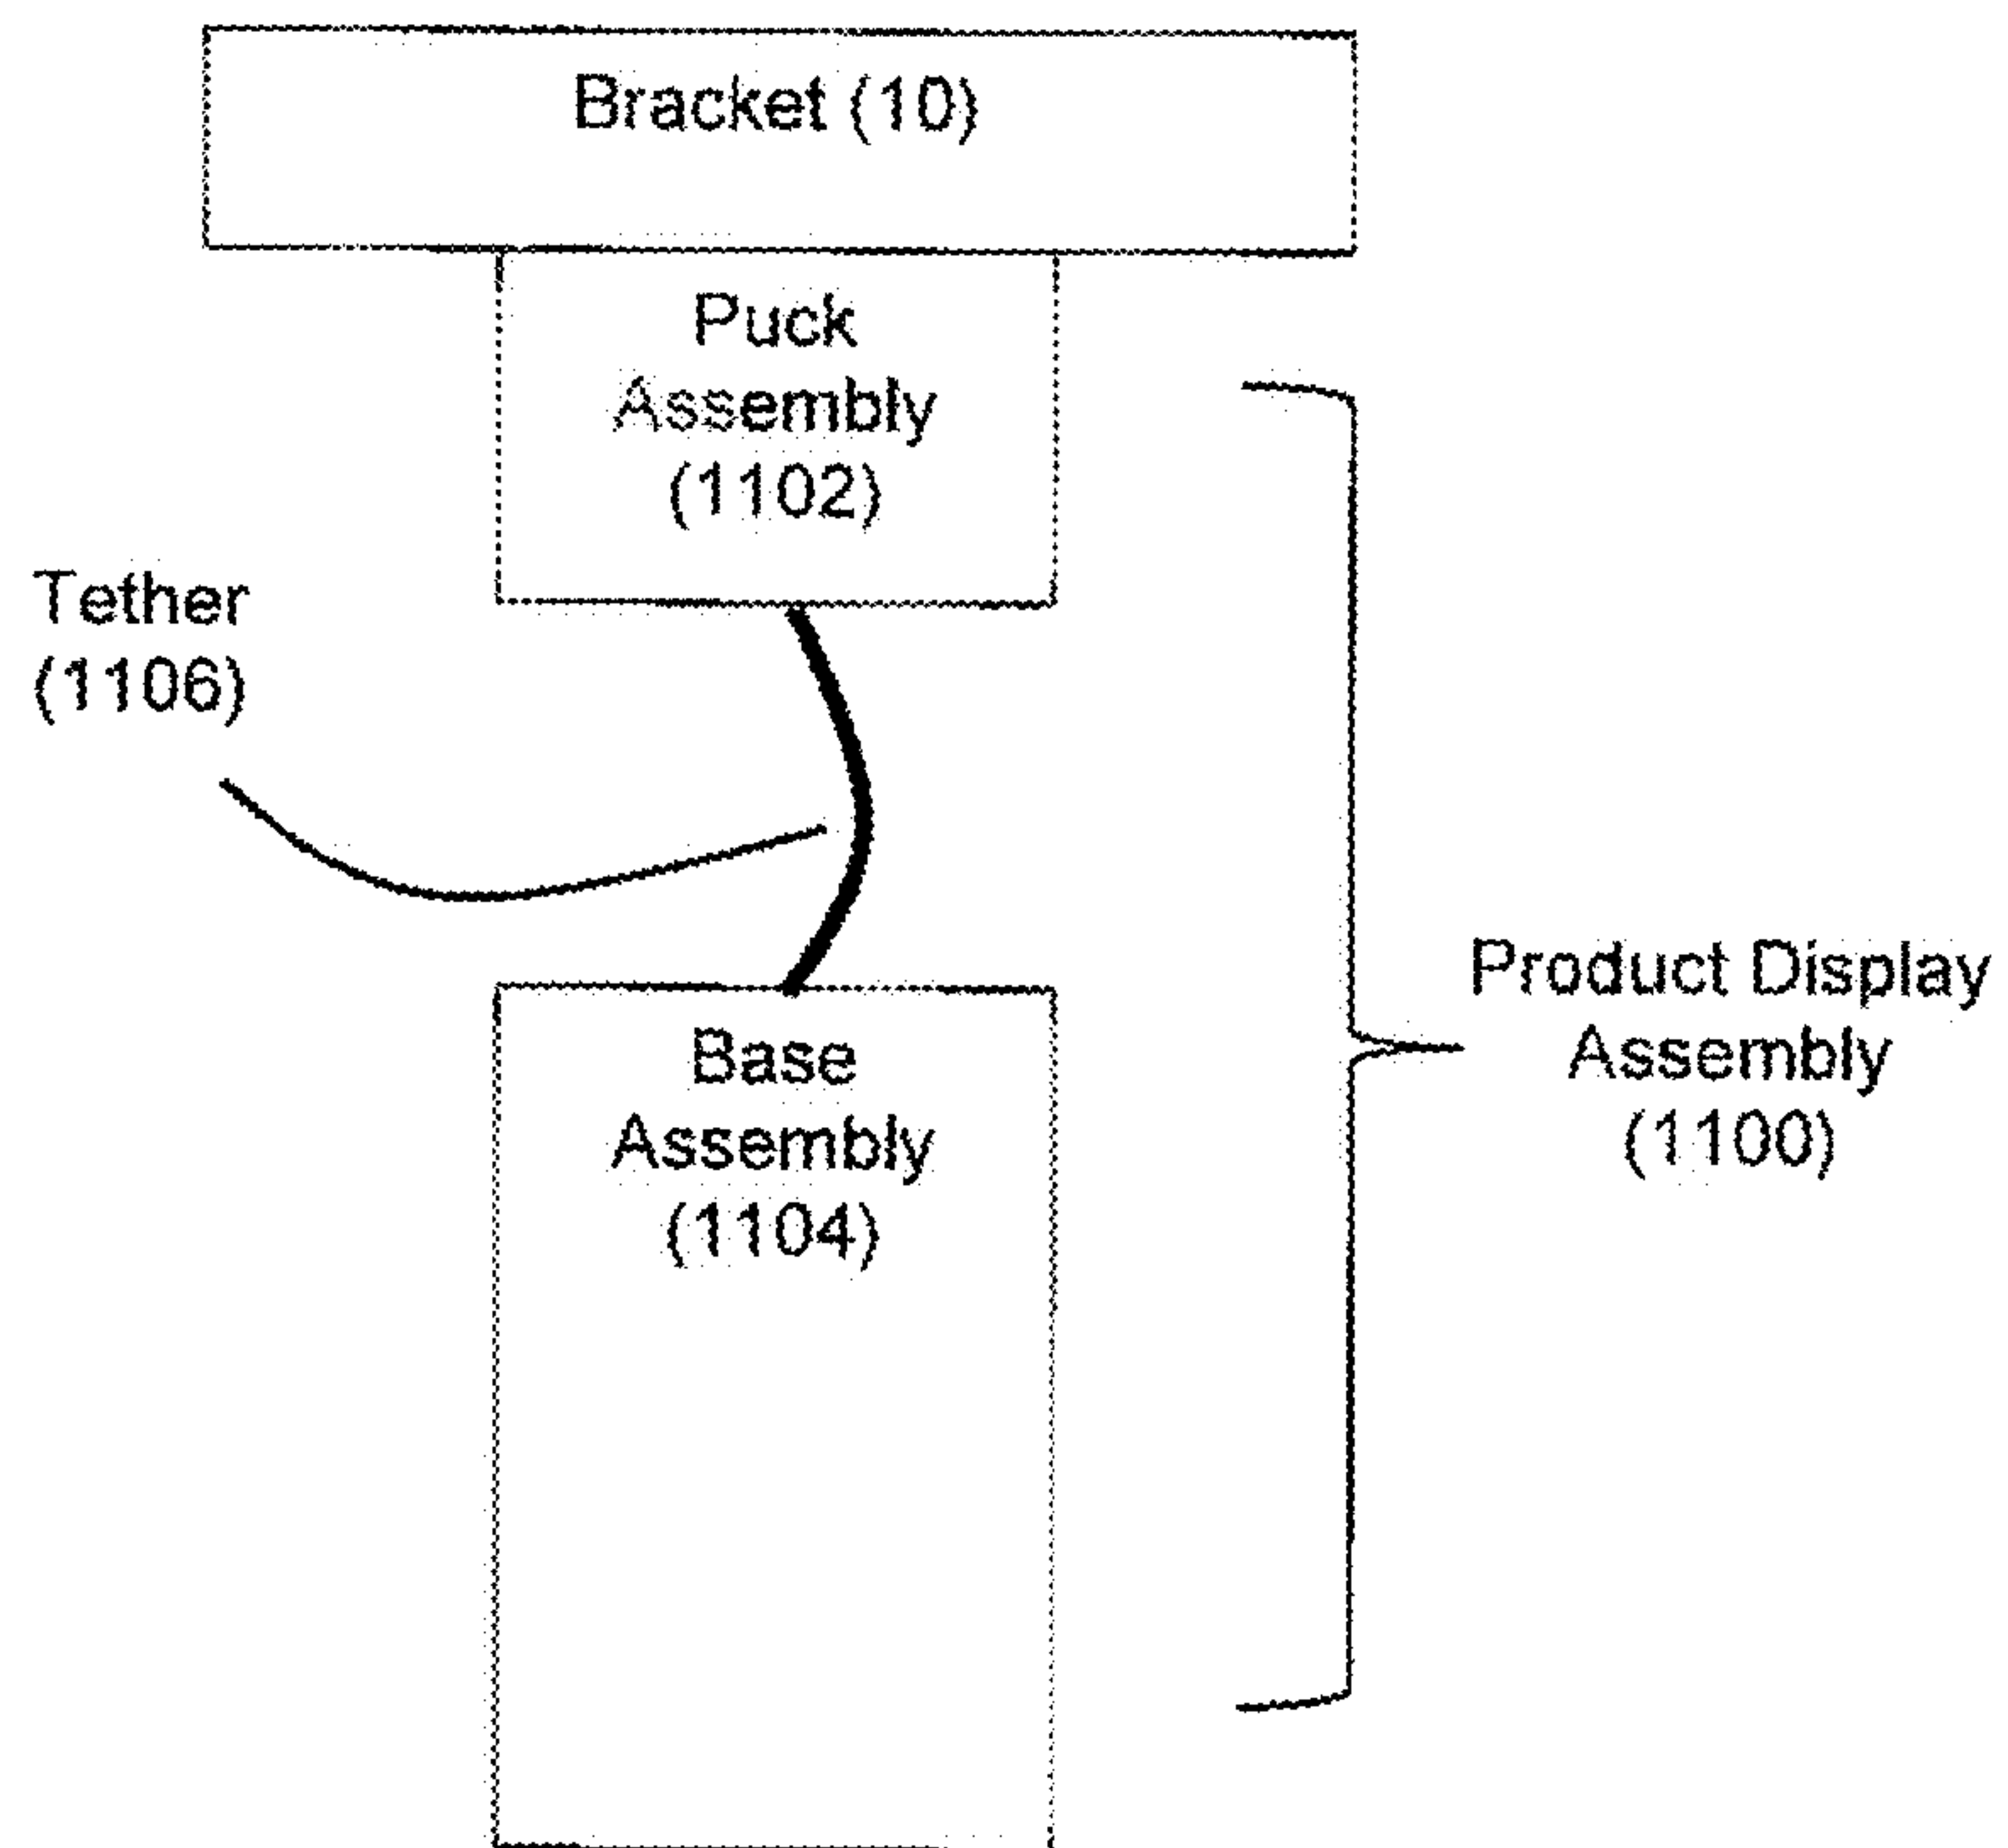 Bracket (10)
Puck
Assembly
(1102)
Tether
(1106)
Base
Assembly
(1104)
Product Display
Assembly
(1100)